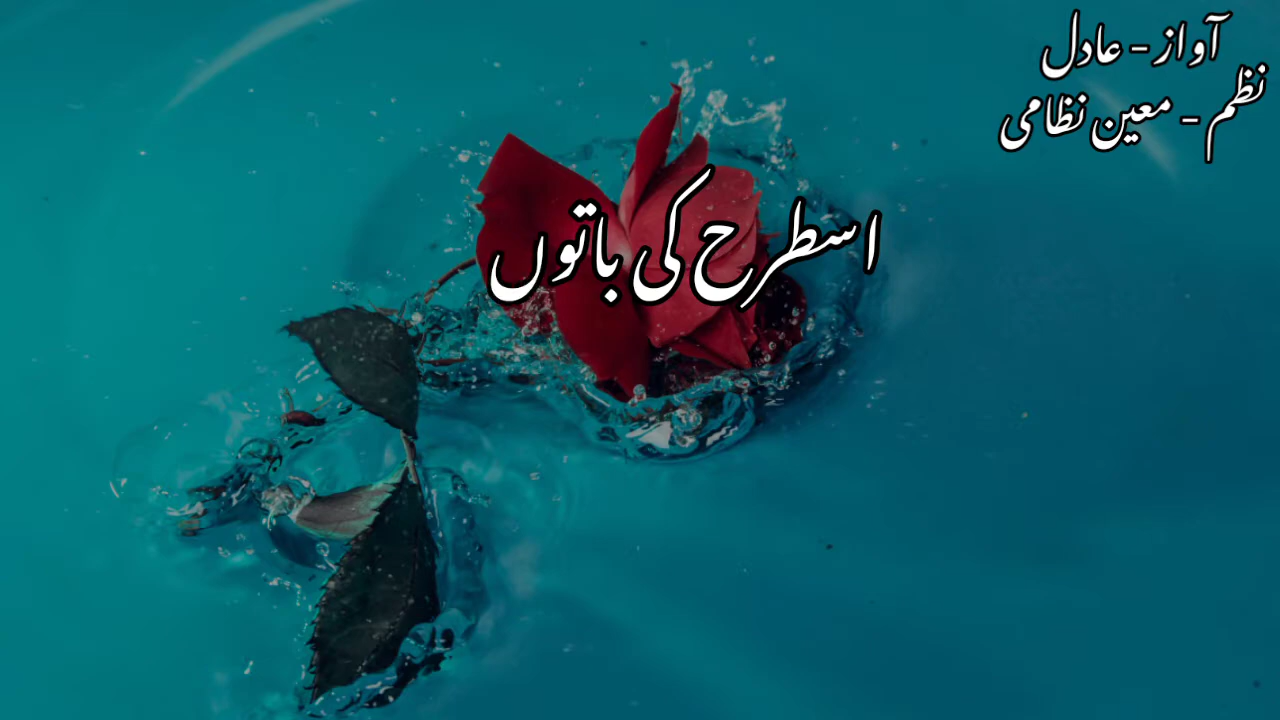 آواز - عادل
نظم - معین نظامی
اسطرح کی باتوں